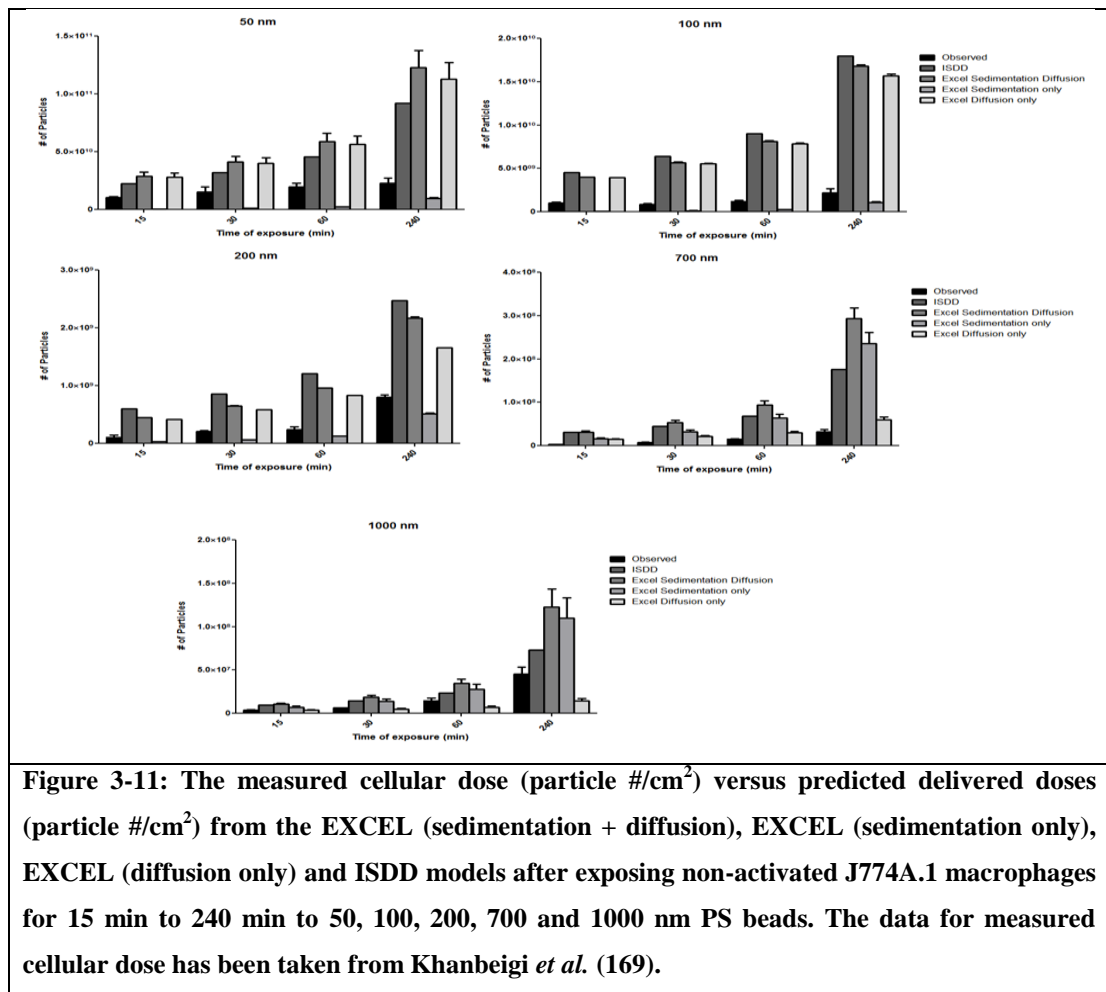 50 nm
1.5×10¹¹
1.0×10¹¹
5.0×10¹⁰
0
# of Particles
15
30
60
240
Time of exposure (min)
100 nm
2.0×10¹⁰
1.5×10¹⁰
1.0×10¹⁰
5.0×10⁰⁹
0
# of Particles
15
30
60
240
Time of exposure (min)
Observed
ISDD
Excel Sedimentation Diffusion
Excel Sedimentation only
Excel Diffusion only
200 nm
3.0×10⁹
2.0×10⁹
1.0×10⁹
0
# of Particles
15
30
60
240
Time of exposure (min)
700 nm
4.0×10⁸
3.0×10⁸
2.0×10⁸
1.0×10⁸
0
# of Particles
15
30
60
240
Time of exposure (min)
Observed
ISDD
Excel Sedimentation Diffusion
Excel Sedimentation only
Excel Diffusion only
1000 nm
2.0×10⁸
1.5×10⁸
1.0×10⁸
5.0×10⁷
0
# of Particles
15
30
60
240
Time of exposure (min)
Observed
ISDD
Excel Sedimentation Diffusion
Excel Sedimentation only
Excel Diffusion only
Figure 3-11: The measured cellular dose (particle #/cm²) versus predicted delivered doses
(particle #/cm²) from the EXCEL (sedimentation + diffusion), EXCEL (sedimentation only),
EXCEL (diffusion only) and ISDD models after exposing non-activated J774A.1 macrophages
for 15 min to 240 min to 50, 100, 200, 700 and 1000 nm PS beads. The data for measured
cellular dose has been taken from Khanbeigi et al. (169).